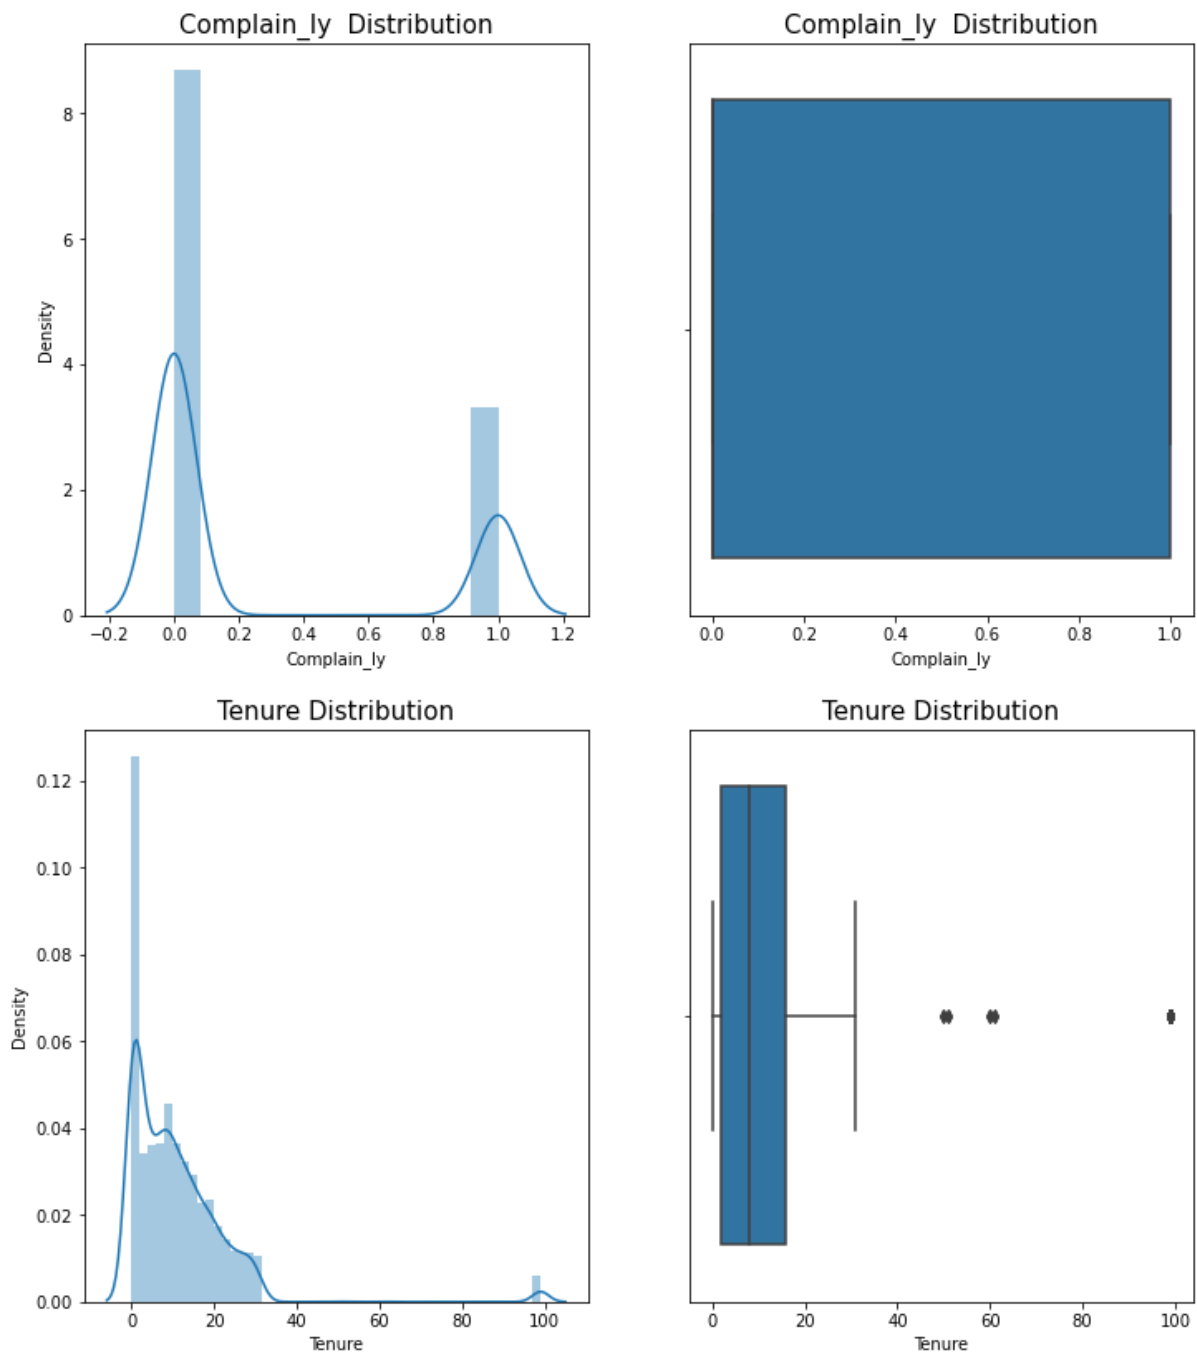 Complain_ly  Distribution
Complain_ly  Distribution
Density
8
6
4
2
0
−0.2 0.0 0.2 0.4 0.6 0.8 1.0 1.2
Complain_ly
0.0 0.2 0.4 0.6 0.8 1.0
Complain_ly
Tenure Distribution
Tenure Distribution
Density
0.12
0.10
0.08
0.06
0.04
0.02
0.00
0 20 40 60 80 100
Tenure
0 20 40 60 80 100
Tenure